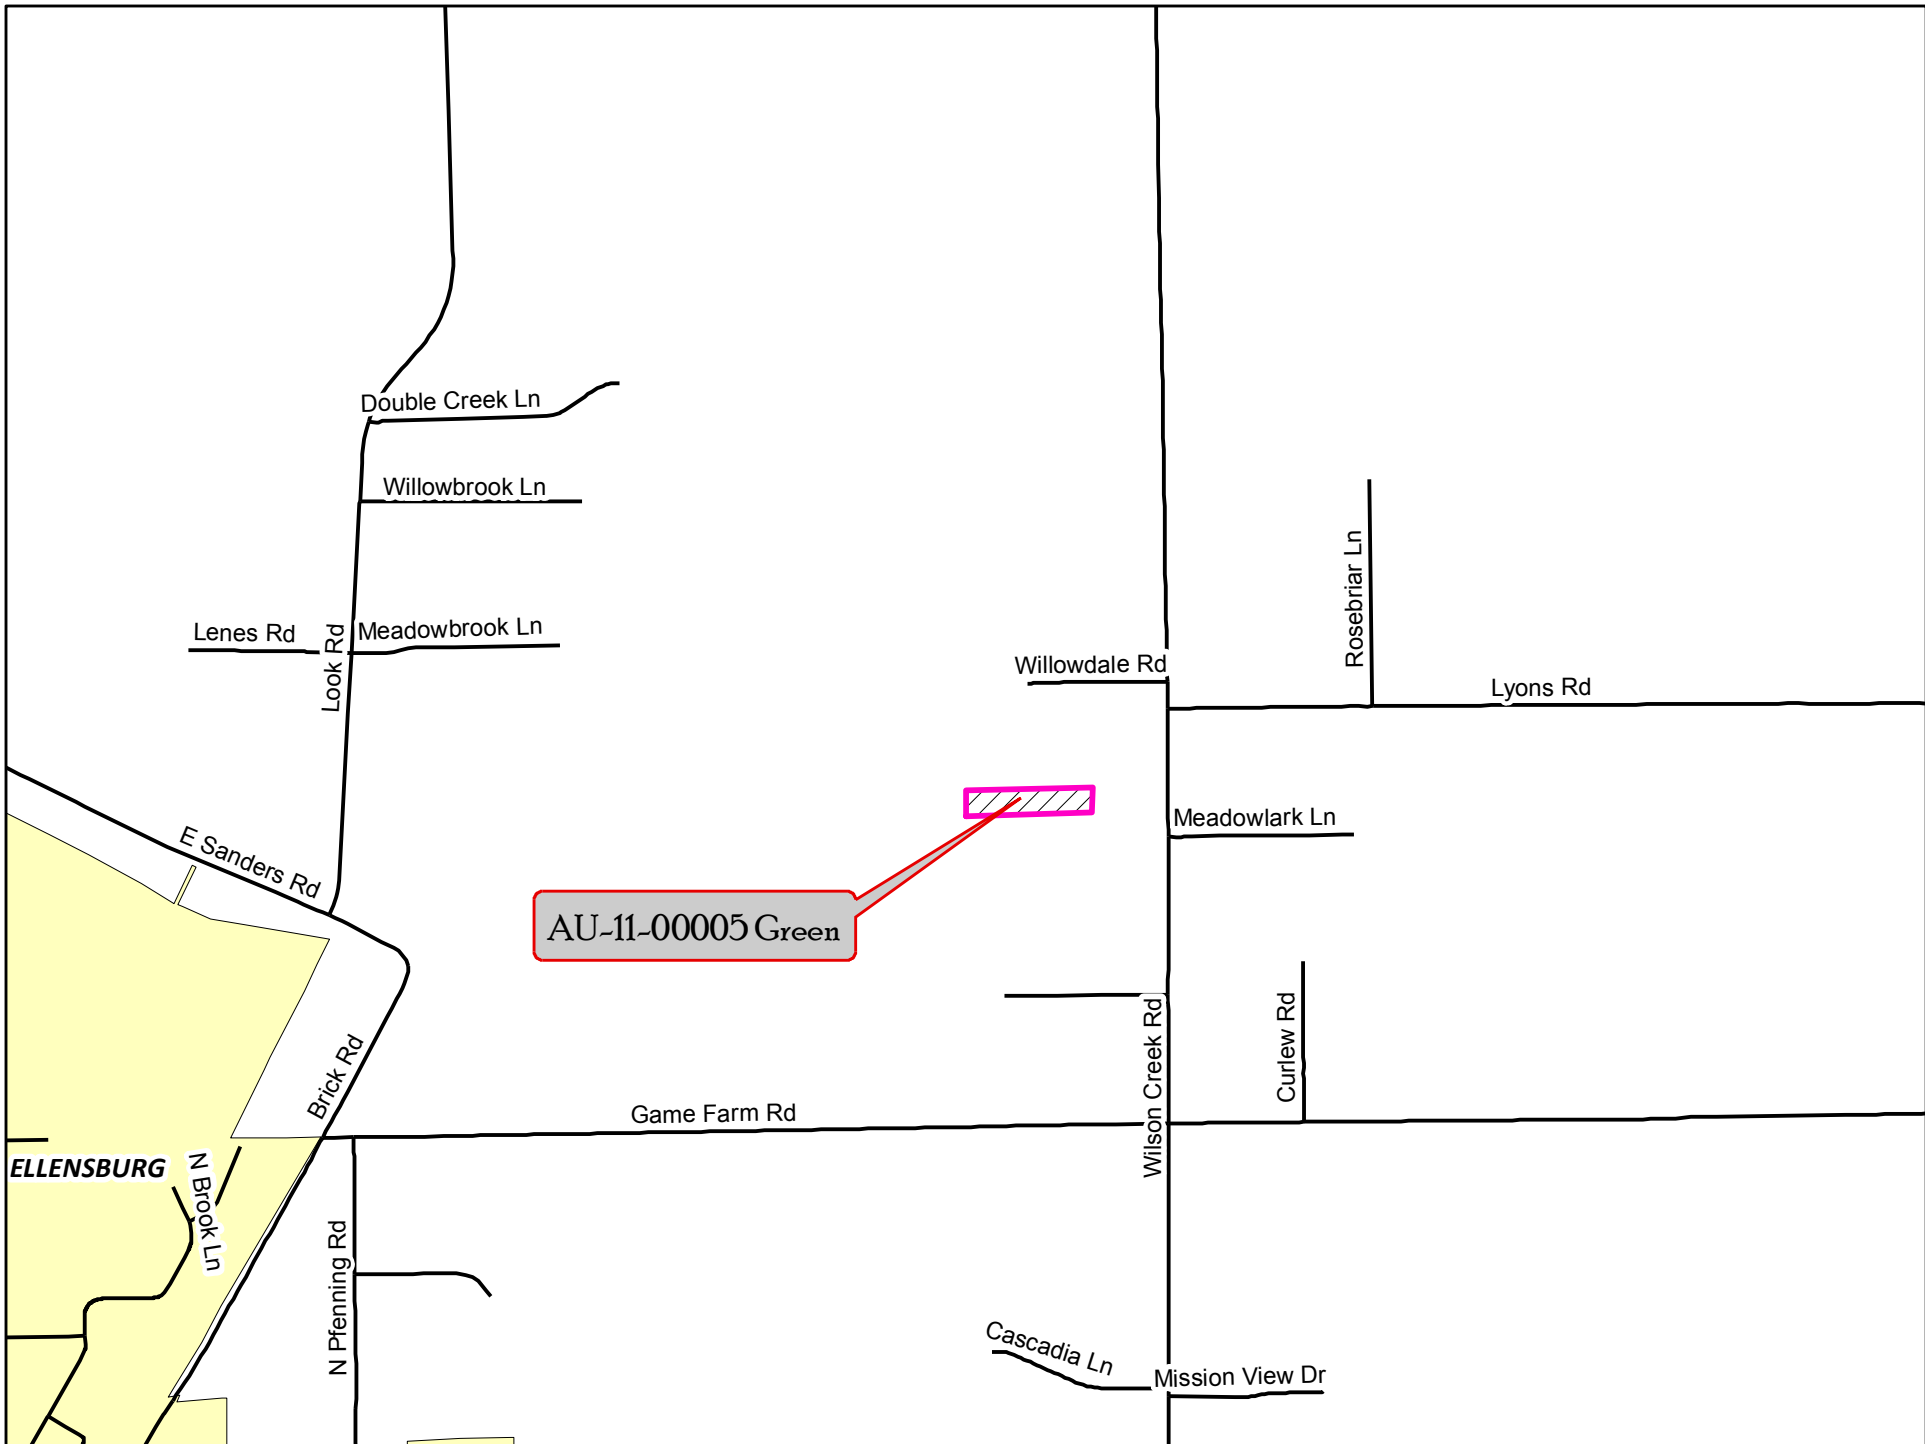 Double Creek Ln
Willowbrook Ln
Rosebriar Ln
Lenes Rd
Look Rd
Meadowbrook Ln
Willowdale Rd
Lyons Rd
Meadowlark Ln
E Sanders Rd
AU-11-00005 Green
Wilson Creek Rd
Curlew Rd
Brick Rd
Game Farm Rd
ELLENSBURG
N Brook Ln
N Pfenning Rd
Cascadia Ln
Mission View Dr